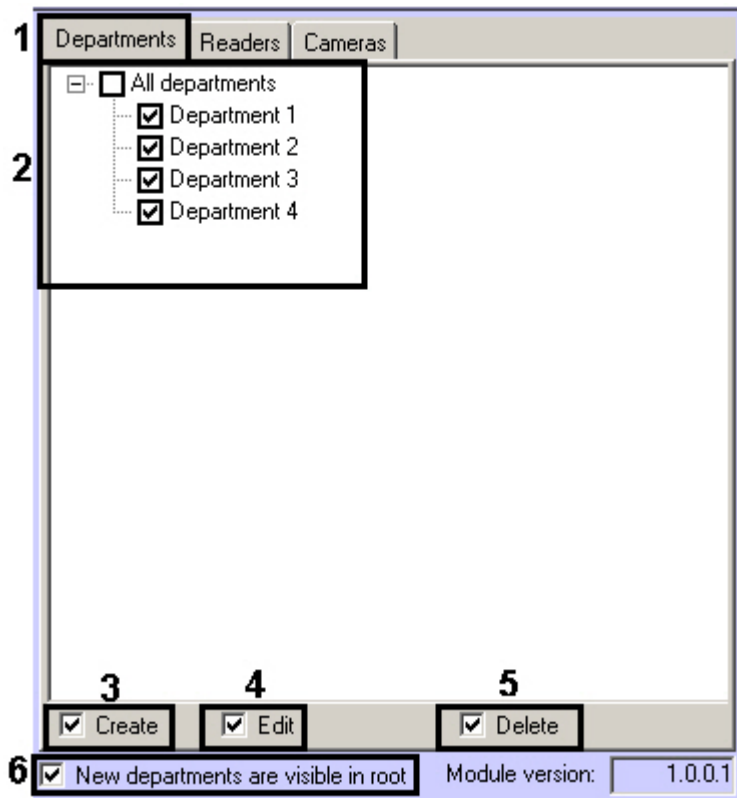 1 Departments Readers Cameras
All departments
Department 1
2 Department 2
Department 3
Department 4
3 4 5
Create Edit Delete
6 New departments are visible in root Module version: 1.0.0.1